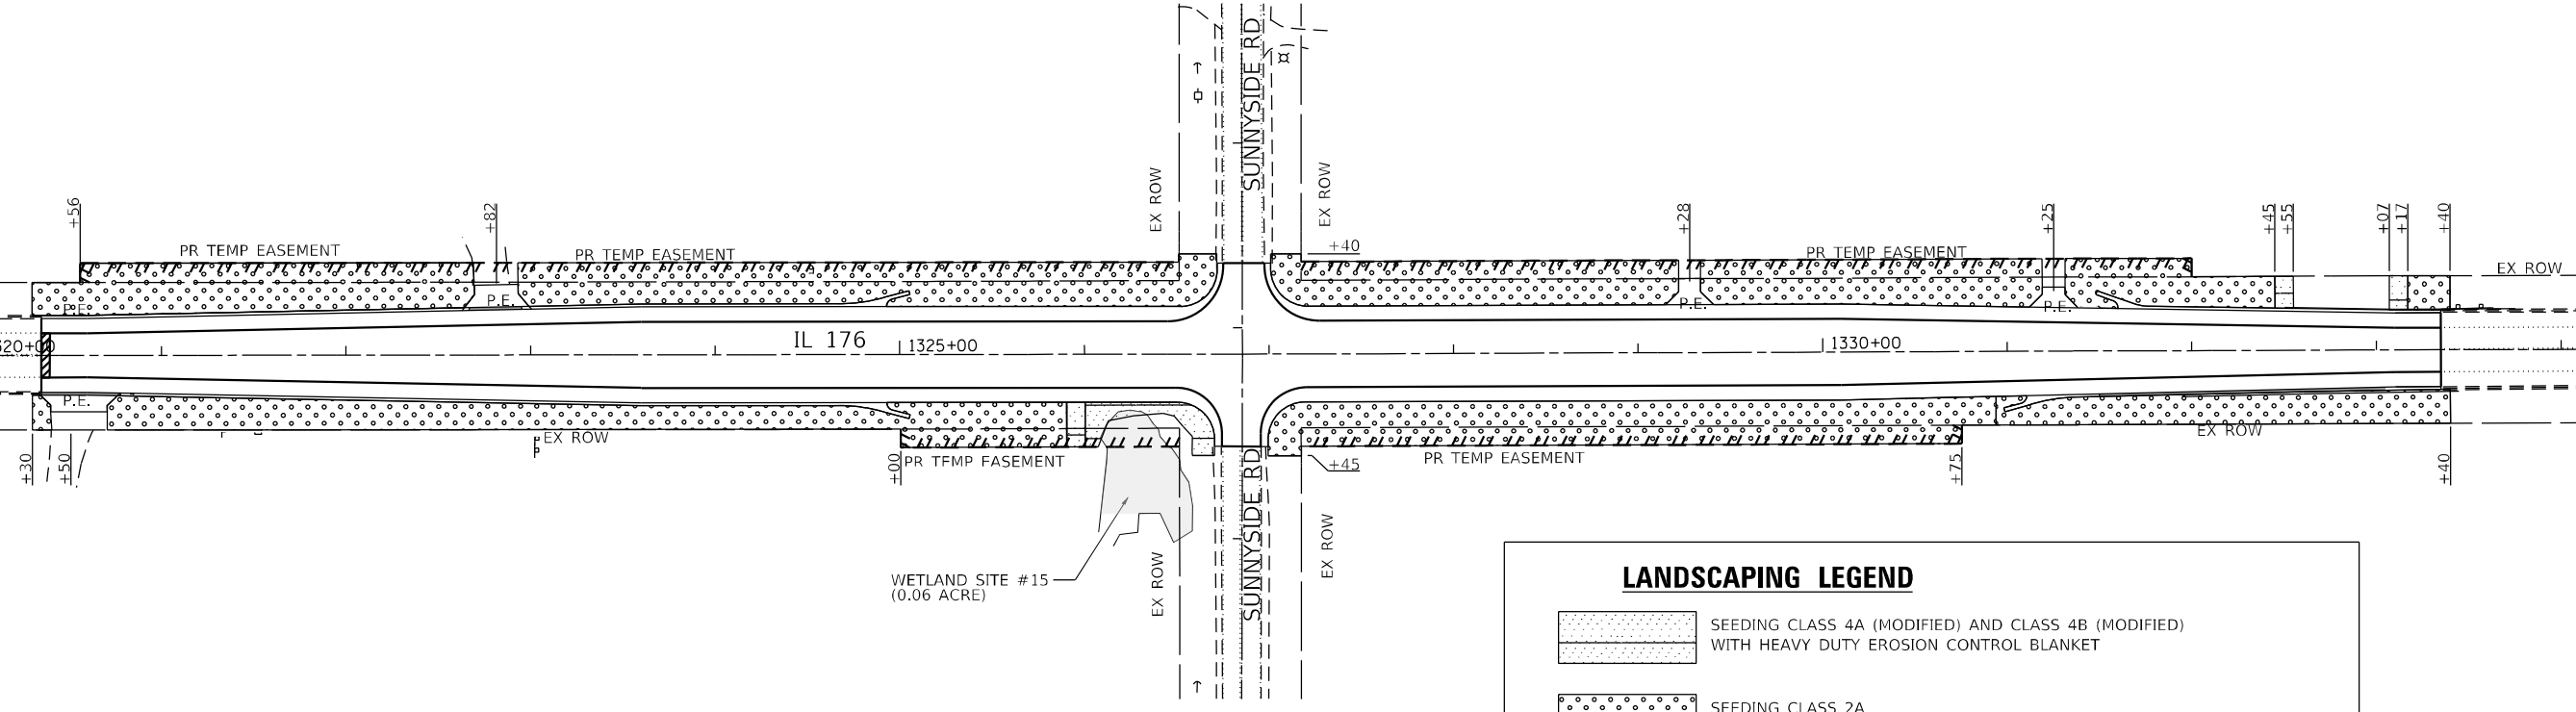 SUNNYSIDE RD
EX ROW
EX ROW
+56
+82
+28
+25
+45
+55
+07
+17
+40
PR TEMP EASEMENT
PR TEMP EASEMENT
+40
PR TEMP EASEMENT
EX ROW
P.E.
P.E.
P.E.
P.E.
IL 176
20+00
1325+00
1330+00
P.E.
EX ROW
EX ROW
+30
+50
+00
PR TEMP EASEMENT
+45
PR TEMP EASEMENT
+75
+40
SUNNYSIDE RD
EX ROW
EX ROW
WETLAND SITE #15
(0.06 ACRE)
LANDSCAPING LEGEND
SEEDING CLASS 4A (MODIFIED) AND CLASS 4B (MODIFIED)
WITH HEAVY DUTY EROSION CONTROL BLANKET
SEEDING CLASS 2A